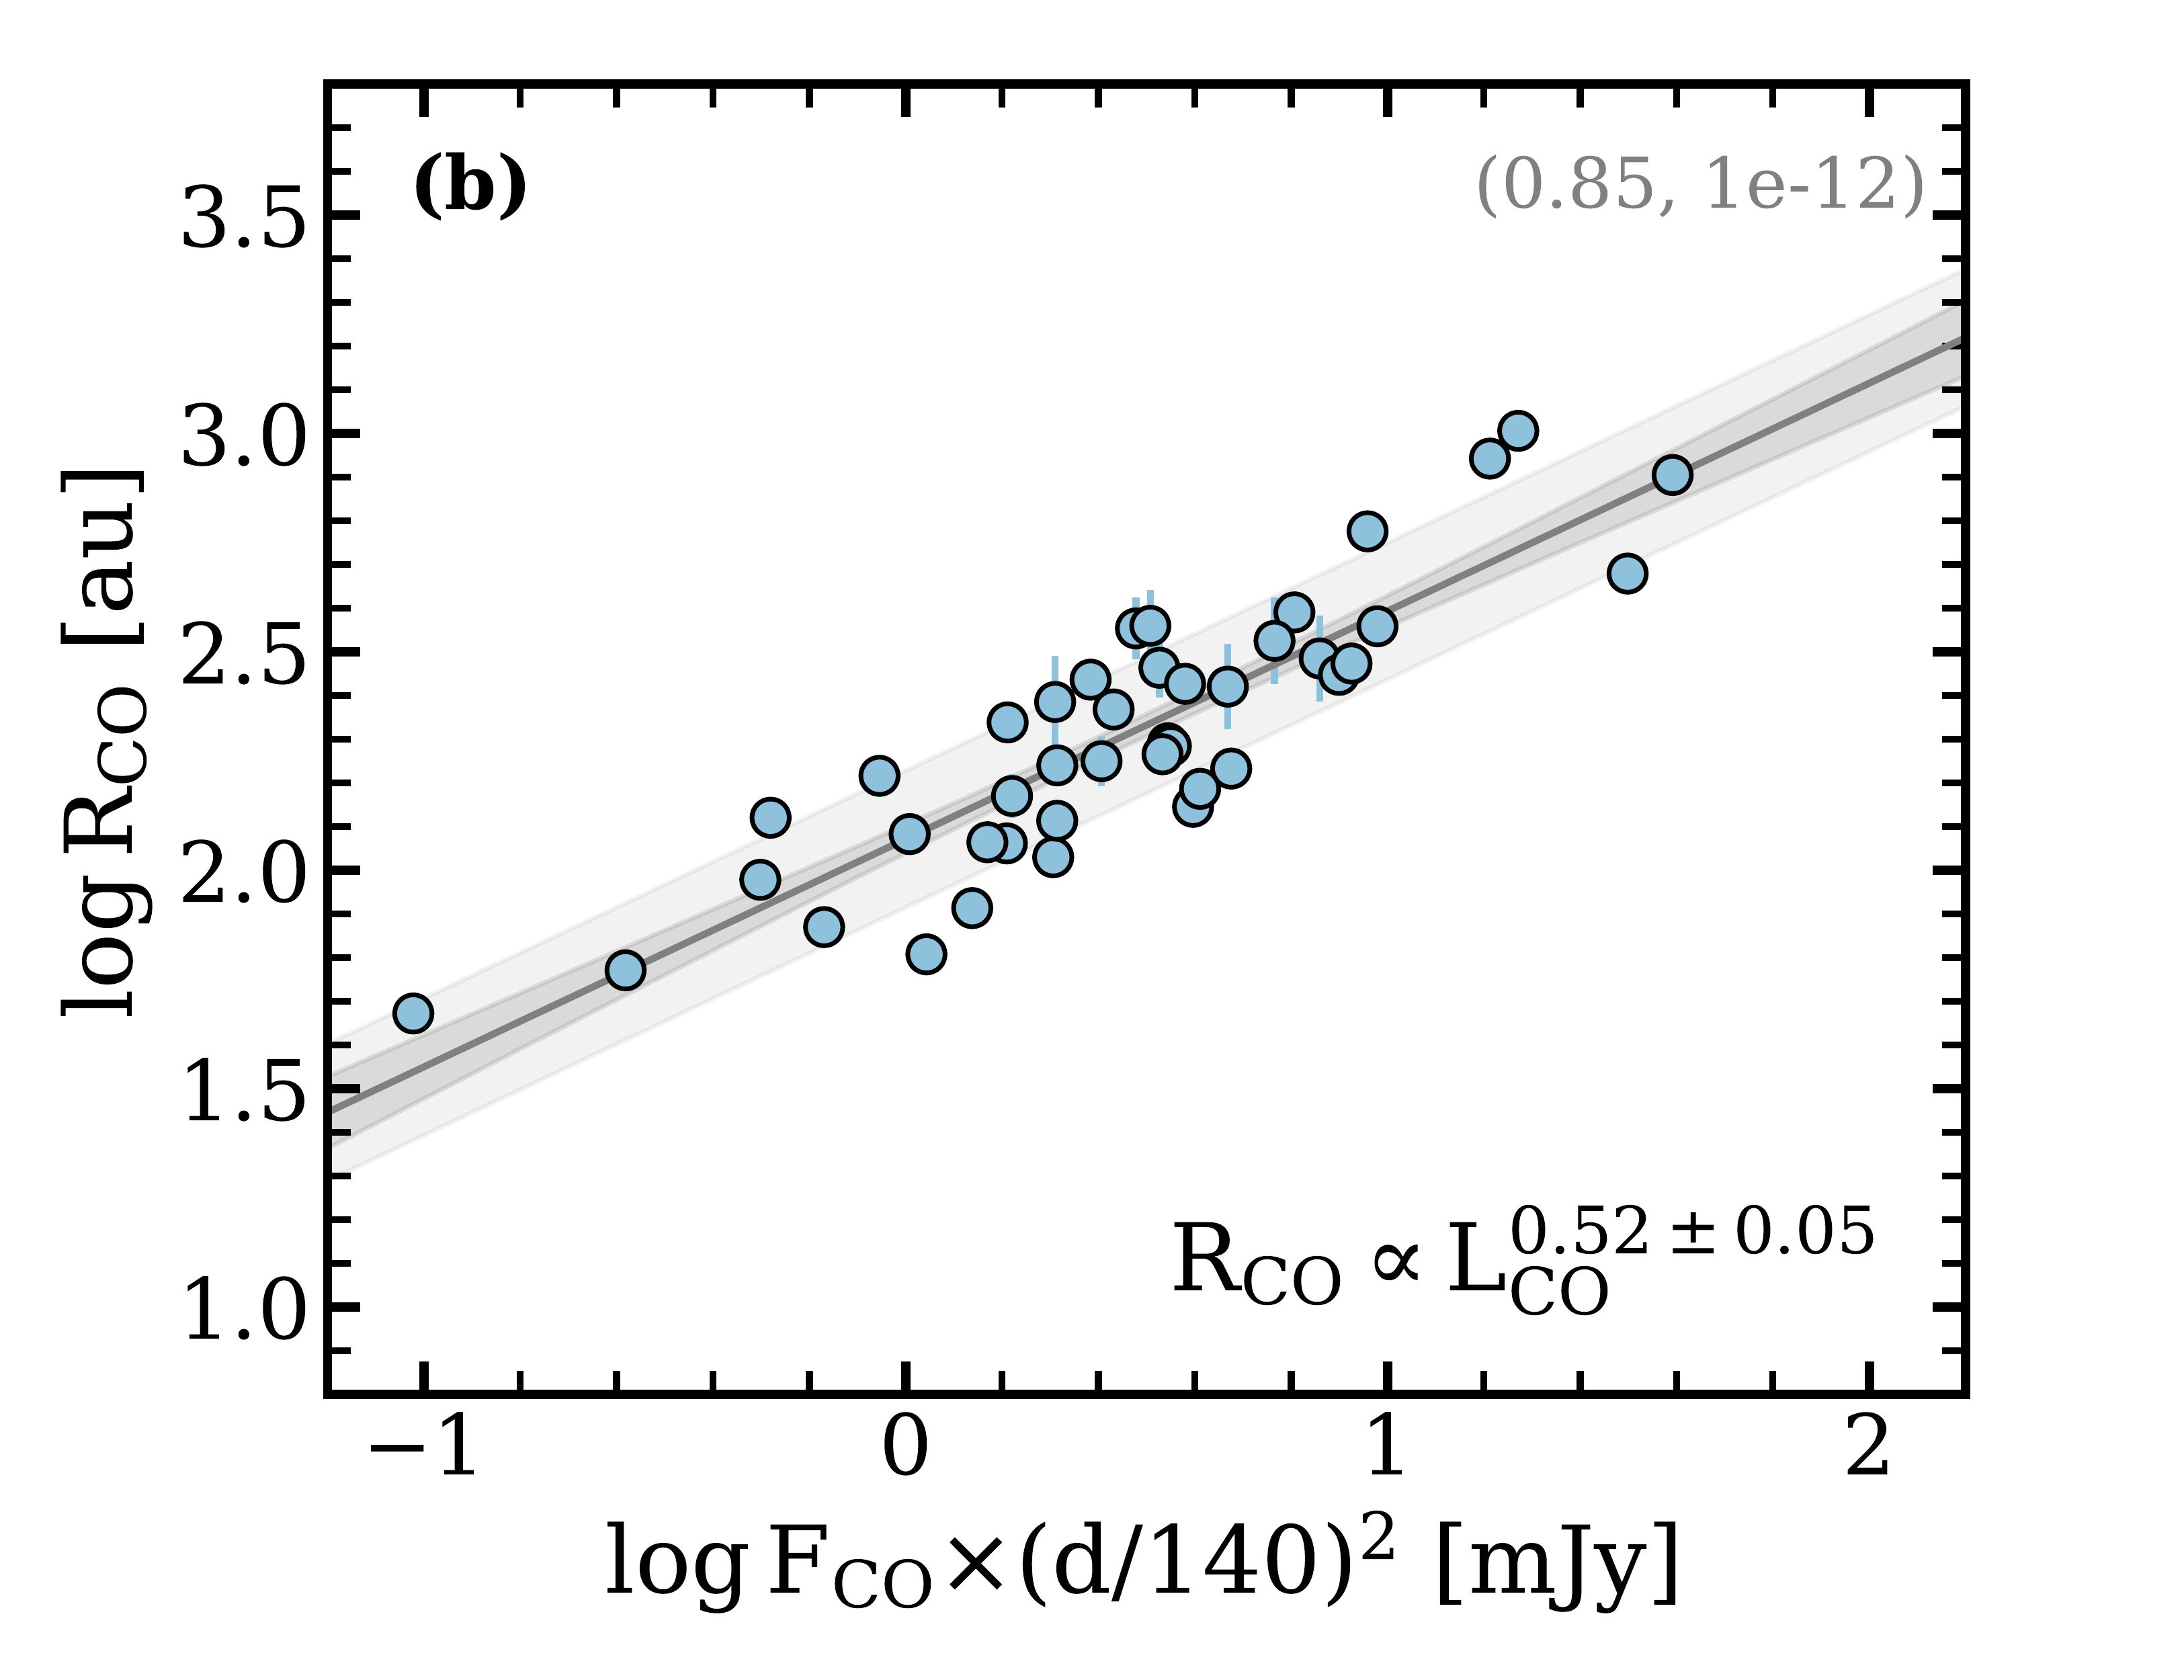 (b)
(0.85, 1e-12)
3.5
3.0
2.5
2.0
1.5
1.0
log R_CO [au]
R_CO ∝ L_CO^0.52 ± 0.05
−1 0 1 2
log F_CO×(d/140)² [mJy]